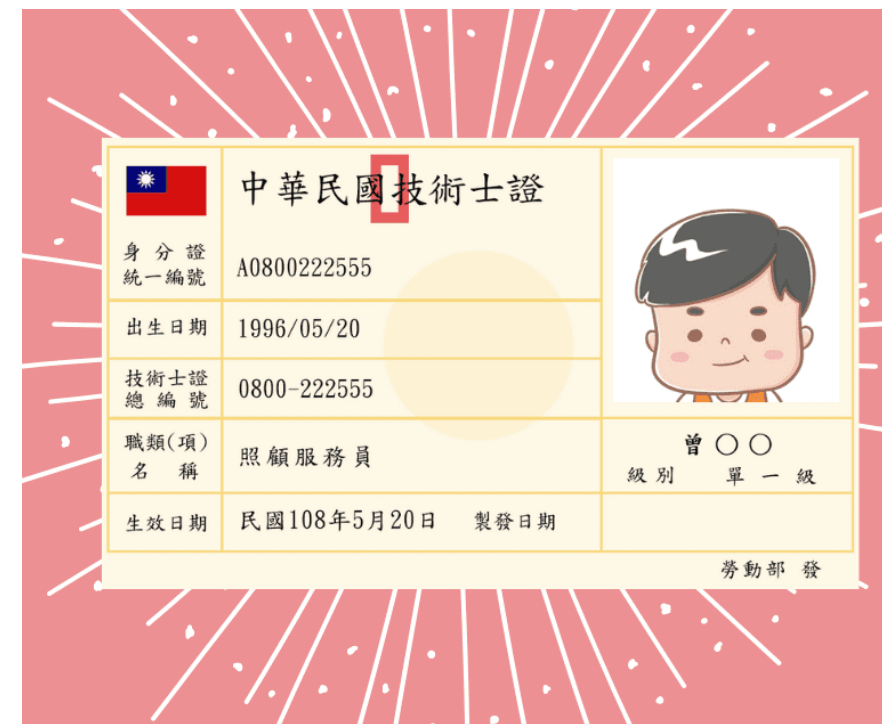 中華民國技術士證
身分證
統一編號
A0800222555
出生日期
1996/05/20
技術士證
總編號
0800-222555
職類(項)
名稱
照顧服務員
曾〇〇
級別 單一級
生效日期
民國108年5月20日 製發日期
勞動部 發